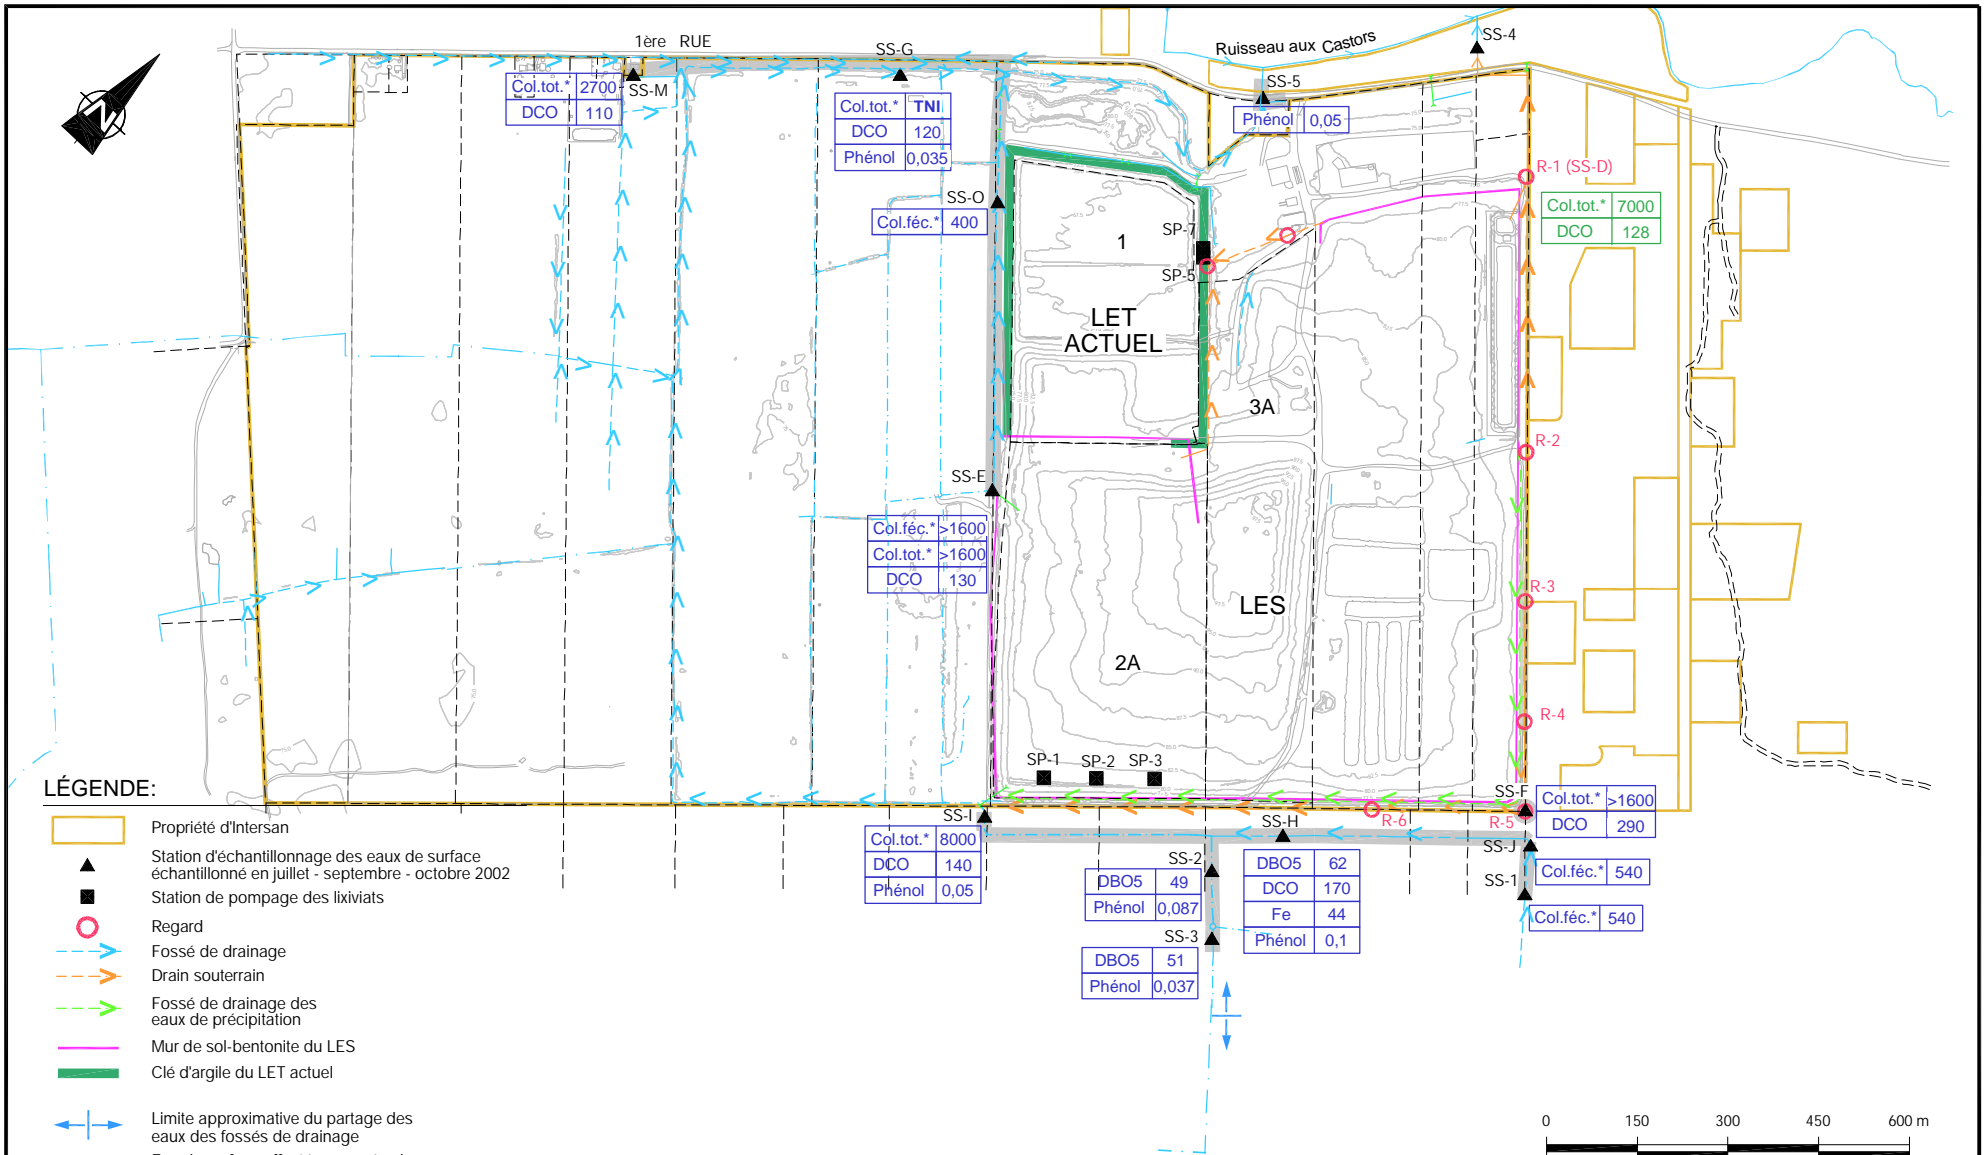 1ère RUE
SS-G
Ruisseau aux Castors
SS-4
SS-5
SS-M
Col.tot.* 2700
DCO 110
Col.tot.* TNI
DCO 120
Phénol 0,035
Phénol 0,05
R-1 (SS-D)
Col.tot.* 7000
DCO 128
SS-O
Col.féc.* 400
SP-7
SP-5
1
LET
ACTUEL
3A
R-2
SS-E
Col.féc.* >1600
Col.tot.* >1600
DCO 130
LES
R-3
2A
R-4
SP-1
SP-2
SP-3
SS-F
Col.tot.* >1600
DCO 290
R-6
R-5
SS-I
Col.tot.* 8000
DCO 140
Phénol 0,05
SS-H
DBO5 62
DCO 170
Fe 44
Phénol 0,1
SS-2
DBO5 49
Phénol 0,087
SS-3
DBO5 51
Phénol 0,037
SS-J
Col.féc.* 540
SS-1
Col.féc.* 540
LÉGENDE:
Propriété d'Intersan
Station d'échantillonnage des eaux de surface
échantillonné en juillet - septembre - octobre 2002
Station de pompage des lixiviats
Regard
Fossé de drainage
Drain souterrain
Fossé de drainage des
eaux de précipitation
Mur de sol-bentonite du LES
Clé d'argile du LET actuel
Limite approximative du partage des
eaux des fossés de drainage
0 150 300 450 600 m